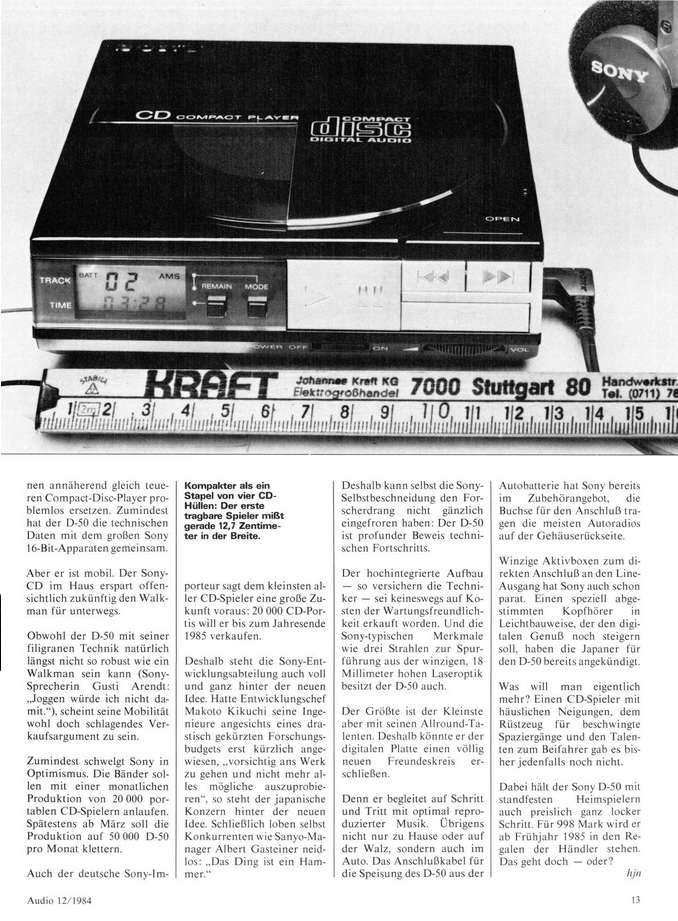 SONY
CD COMPACT PLAYER
COMPACT
disc
DIGITAL AUDIO
OPEN
TRACK
BATT
02
AMS
REMAIN
MODE
TIME
03:28
POWER OFF
ON
VOL
STABILA
KRAFT
Johannes Kraft KG
Elektrogroßhandel
7000 Stuttgart 80
Handwerkstr.
Tel. (0711) 78
1 2m 2 3 4 5 6 7 8 9 10 11 12 13 14 15 1
nen annäherend gleich teue-
ren Compact-Disc-Player pro-
blemlos ersetzen. Zumindest
hat der D-50 die technischen
Daten mit dem großen Sony
16-Bit-Apparaten gemeinsam.
Aber er ist mobil. Der Sony-
CD im Haus erspart offen-
sichtlich zukünftig den Walk-
man für unterwegs.
Obwohl der D-50 mit seiner
filigranen Technik natürlich
längst nicht so robust wie ein
Walkman sein kann (Sony-
Sprecherin Gusti Arendt:
„Joggen würde ich nicht da-
mit.“), scheint seine Mobilität
wohl doch schlagendes Ver-
kaufsargument zu sein.
Zumindest schwelgt Sony in
Optimismus. Die Bänder sol-
len mit einer monatlichen
Produktion von 20 000 por-
tablen CD-Spielern anlaufen.
Spätestens ab März soll die
Produktion auf 50 000 D-50
pro Monat klettern.
Auch der deutsche Sony-Im-
Kompakter als ein
Stapel von vier CD-
Hüllen: Der erste
tragbare Spieler mißt
gerade 12,7 Zentime-
ter in der Breite.
porteur sagt dem kleinsten al-
ler CD-Spieler eine große Zu-
kunft voraus: 20 000 CD-Por-
tis will er bis zum Jahresende
1985 verkaufen.
Deshalb steht die Sony-Ent-
wicklungsabteilung auch voll
und ganz hinter der neuen
Idee. Hatte Entwicklungschef
Makoto Kikuchi seine Inge-
nieure angesichts eines dra-
stisch gekürzten Forschungs-
budgets erst kürzlich ange-
wiesen, „vorsichtig ans Werk
zu gehen und nicht mehr al-
les mögliche auszuprobie-
ren“, so steht der japanische
Konzern hinter der neuen
Idee. Schließlich loben selbst
Konkurrenten wie Sanyo-Ma-
nager Albert Gasteiner neid-
los: „Das Ding ist ein Ham-
mer.“
Deshalb kann selbst die Sony-
Selbstbeschneidung den For-
scherdrang nicht gänzlich
eingefroren haben: Der D-50
ist profunder Beweis techni-
schen Fortschritts.
Der hochintegrierte Aufbau
— so versichern die Techni-
ker — sei keineswegs auf Ko-
sten der Wartungsfreundlich-
keit erkauft worden. Und die
Sony-typischen Merkmale
wie drei Strahlen zur Spur-
führung aus der winzigen, 18
Millimeter hohen Laseroptik
besitzt der D-50 auch.
Der Größte ist der Kleinste
aber mit seinen Allround-Ta-
lenten. Deshalb könnte er der
digitalen Platte einen völlig
neuen Freundeskreis er-
schließen.
Denn er begleitet auf Schritt
und Tritt mit optimal repro-
duzierter Musik. Übrigens
nicht nur zu Hause oder auf
der Walz, sondern auch im
Auto. Das Anschlußkabel für
die Speisung des D-50 aus der
Autobatterie hat Sony bereits
im Zubehörangebot, die
Buchse für den Anschluß tra-
gen die meisten Autoradios
auf der Gehäuserückseite.
Winzige Aktivboxen zum di-
rekten Anschluß an den Line-
Ausgang hat Sony auch schon
parat. Einen speziell abge-
stimmten Kopfhörer in
Leichtbauweise, der den digi-
talen Genuß noch steigern
soll, haben die Japaner für
den D-50 bereits angekündigt.
Was will man eigentlich
mehr? Einen CD-Spieler mit
häuslichen Neigungen, dem
Rüstzeug für beschwingte
Spaziergänge und den Talen-
ten zum Beifahrer gab es bis-
her jedenfalls noch nicht.
Dabei hält der Sony D-50 mit
standfesten Heimspielern
auch preislich ganz locker
Schritt. Für 998 Mark wird er
ab Frühjahr 1985 in den Re-
galen der Händler stehen.
Das geht doch — oder?
hjn
Audio 12/1984
13